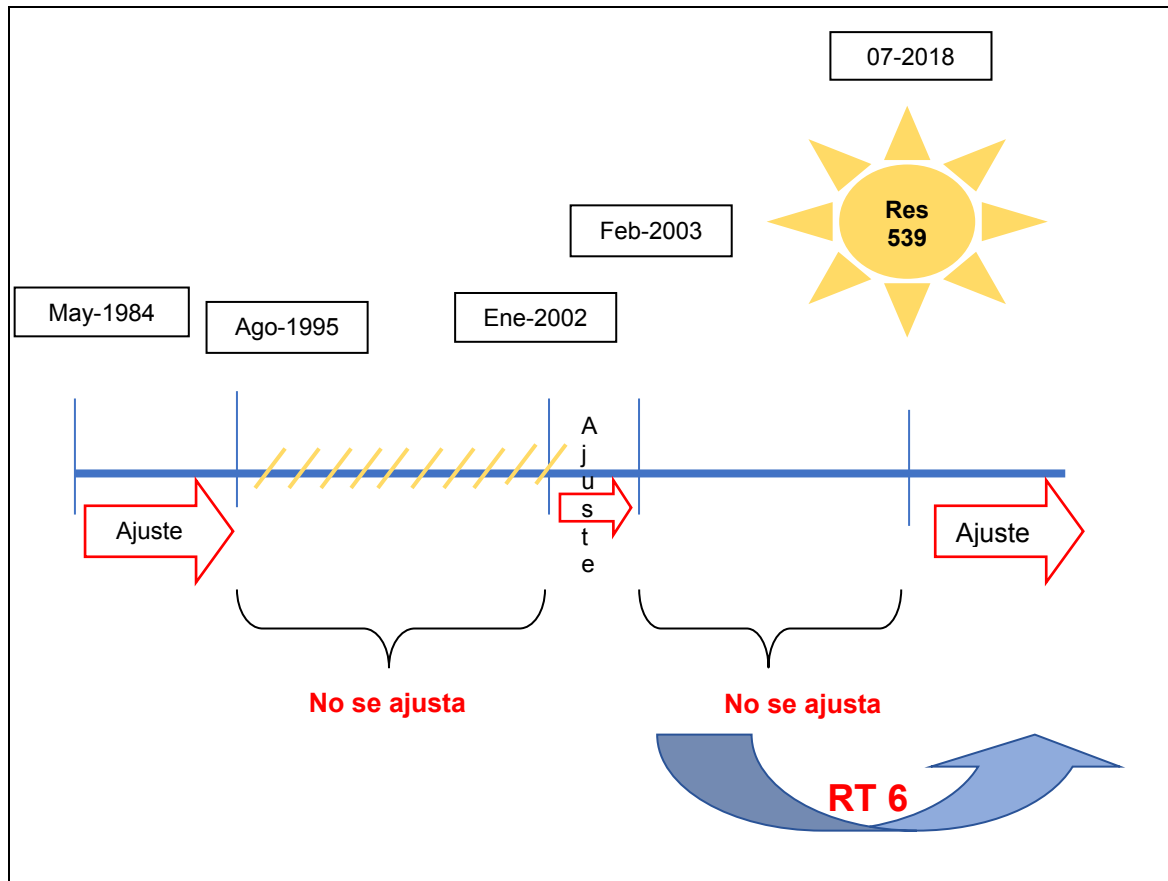 07-2018
Res
539
Feb-2003
May-1984
Ago-1995
Ene-2002
A
j
u
s
t
e
Ajuste
Ajuste
No se ajusta
No se ajusta
RT 6